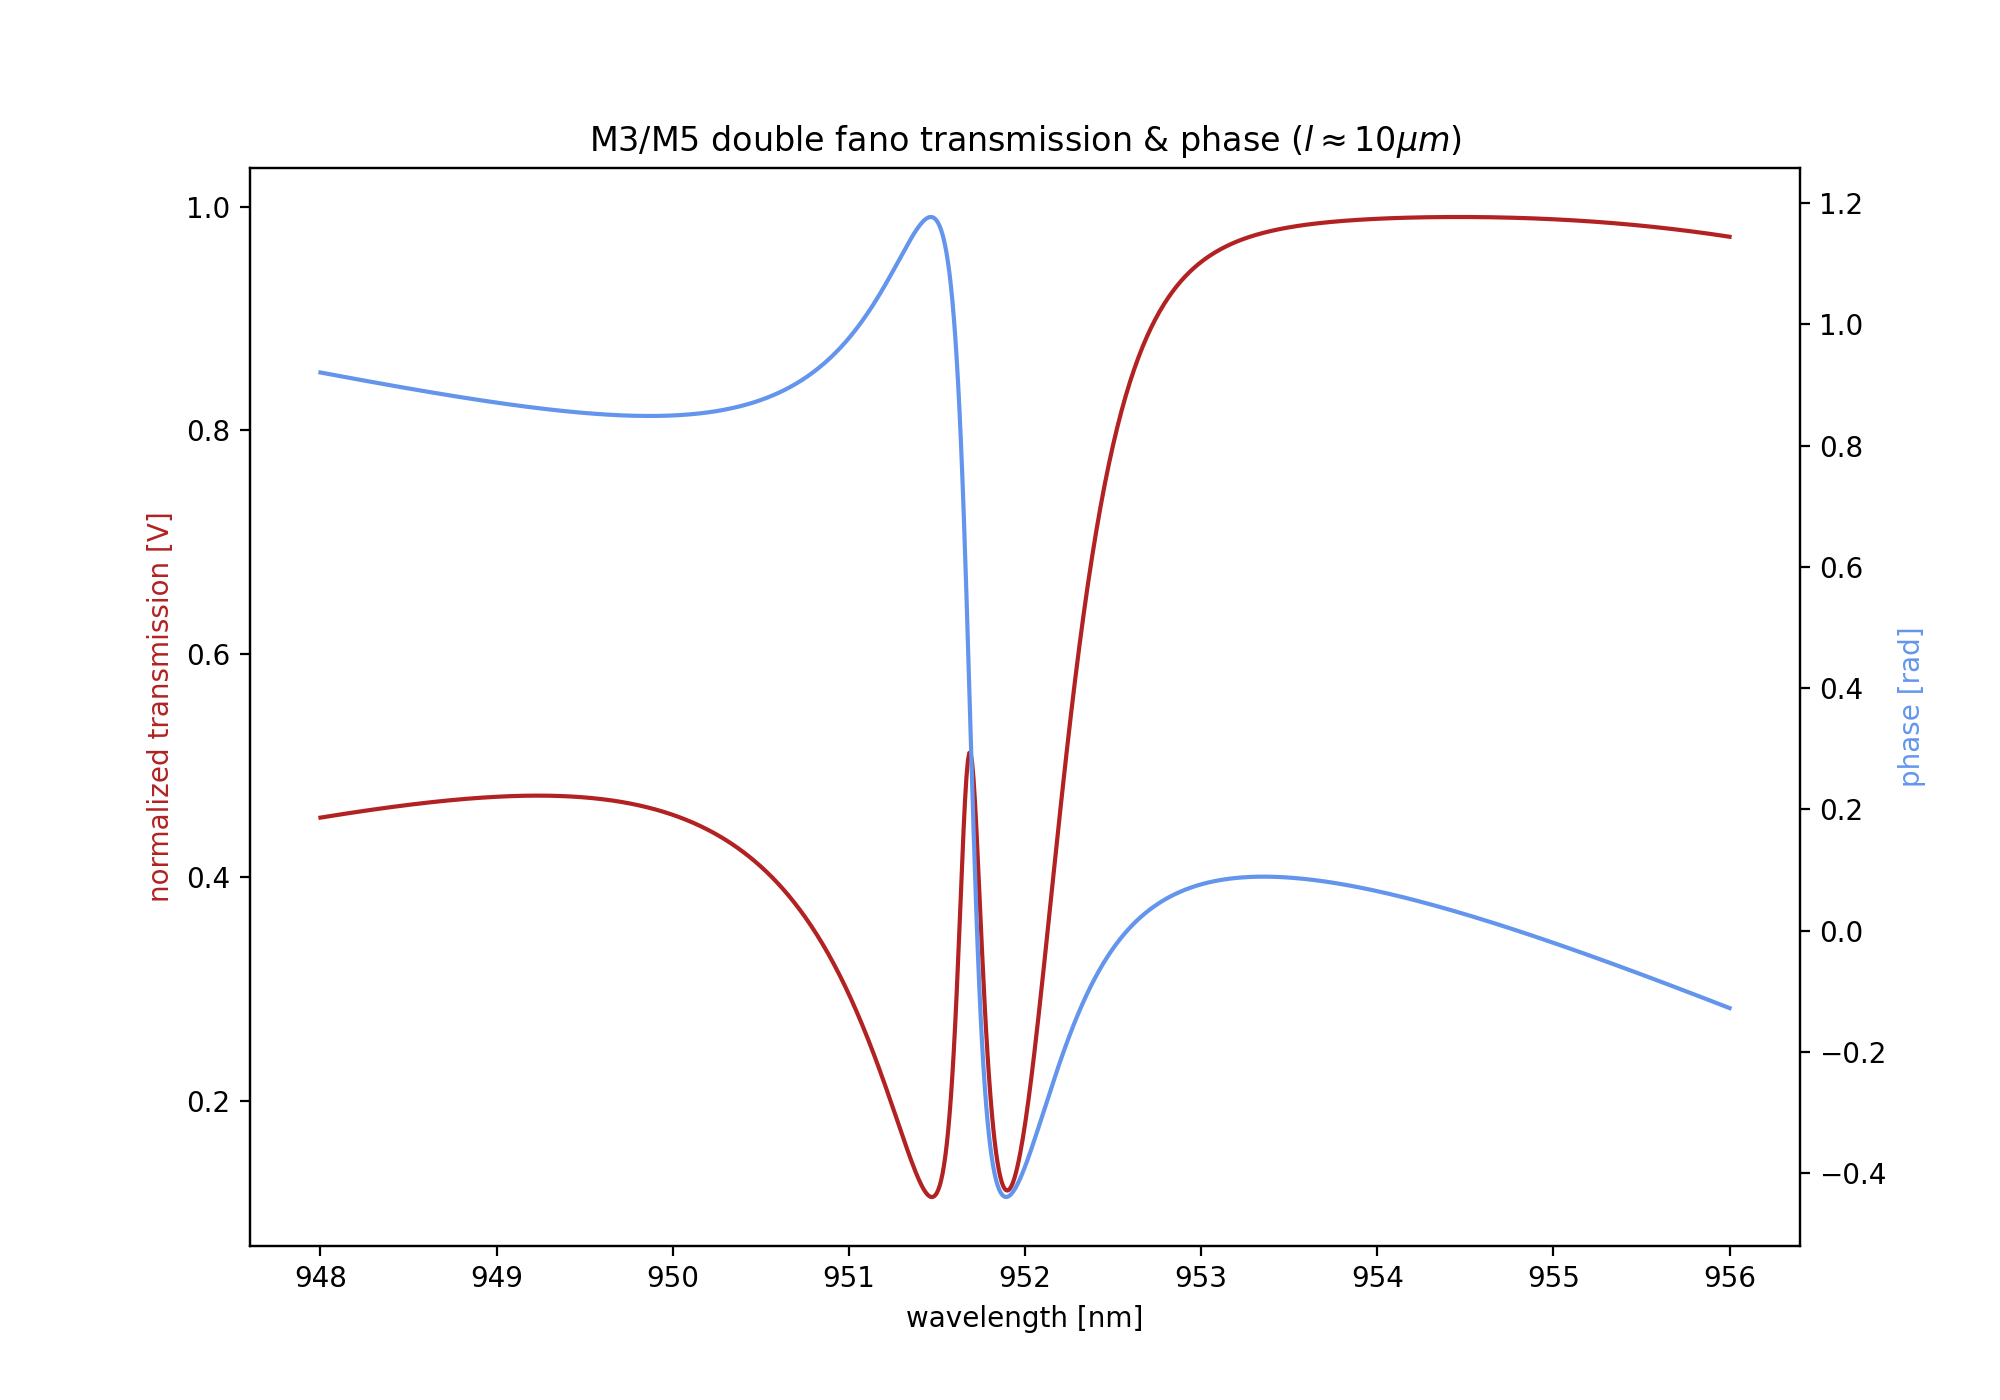 M3/M5 double fano transmission & phase (l ≈ 10μm)
1.0
0.8
0.6
0.4
0.2
normalized transmission [V]
1.2
1.0
0.8
0.6
0.4
0.2
0.0
−0.2
−0.4
phase [rad]
948 949 950 951 952 953 954 955 956
wavelength [nm]